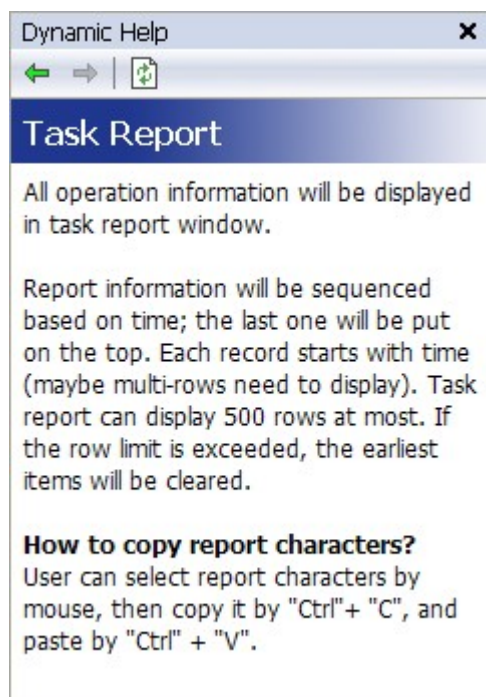 Dynamic Help
Task Report
All operation information will be displayed
in task report window.
Report information will be sequenced
based on time; the last one will be put
on the top. Each record starts with time
(maybe multi-rows need to display). Task
report can display 500 rows at most. If
the row limit is exceeded, the earliest
items will be cleared.
How to copy report characters?
User can select report characters by
mouse, then copy it by "Ctrl"+ "C", and
paste by "Ctrl" + "V".